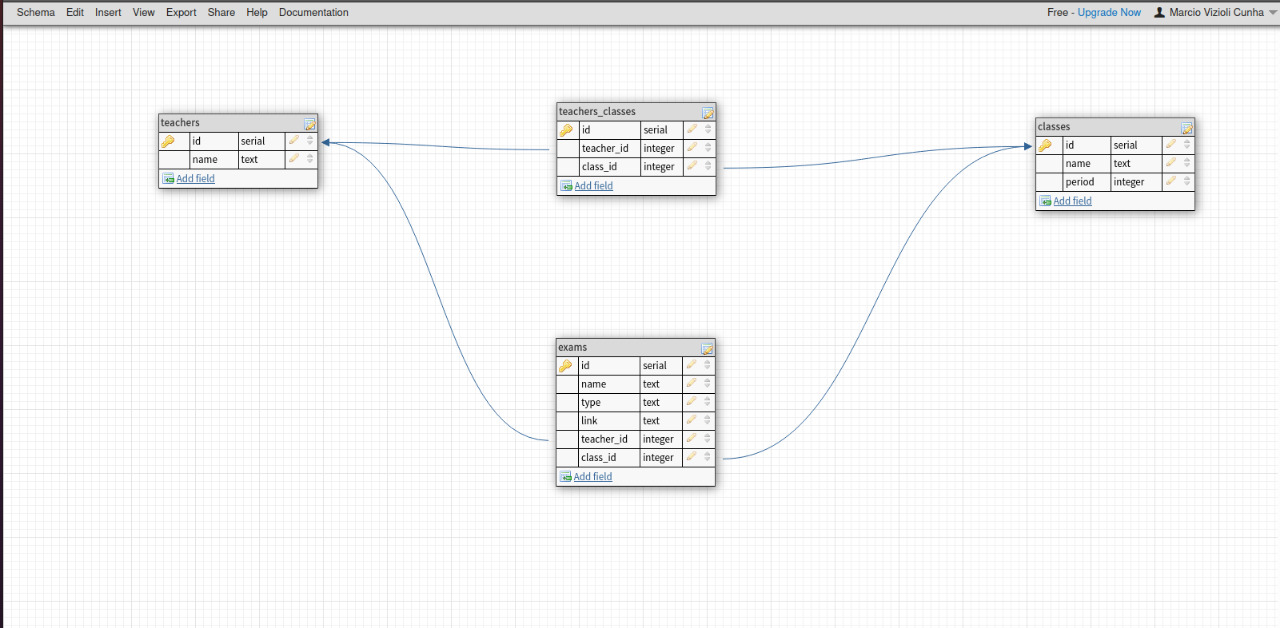 Schema Edit Insert View Export Share Help Documentation Free - Upgrade Now Marcio Vizioli Cunha
teachers
id serial
name text
Add field
teachers_classes
id serial
teacher_id integer
class_id integer
Add field
classes
id serial
name text
period integer
Add field
exams
id serial
name text
type text
link text
teacher_id integer
class_id integer
Add field